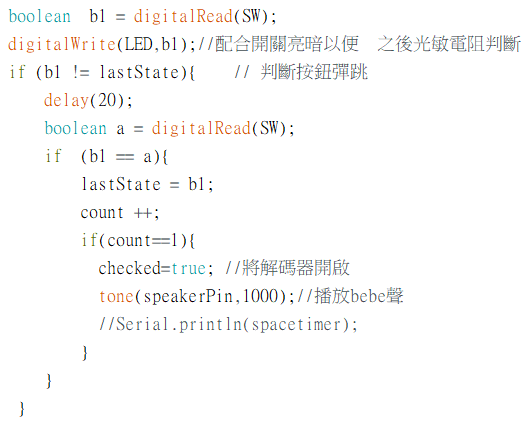 boolean  b1 = digitalRead(SW);
digitalWrite(LED,b1);//配合開關亮暗以便  之後光敏電阻判斷
if (b1 != lastState){    // 判斷按鈕彈跳
    delay(20);
    boolean a = digitalRead(SW);
    if  (b1 == a){
        lastState = b1;
        count ++;
        if(count==1){
          checked=true; //將解碼器開啟
          tone(speakerPin,1000);//播放bebe聲
          //Serial.println(spacetimer);
        }
    }
 }